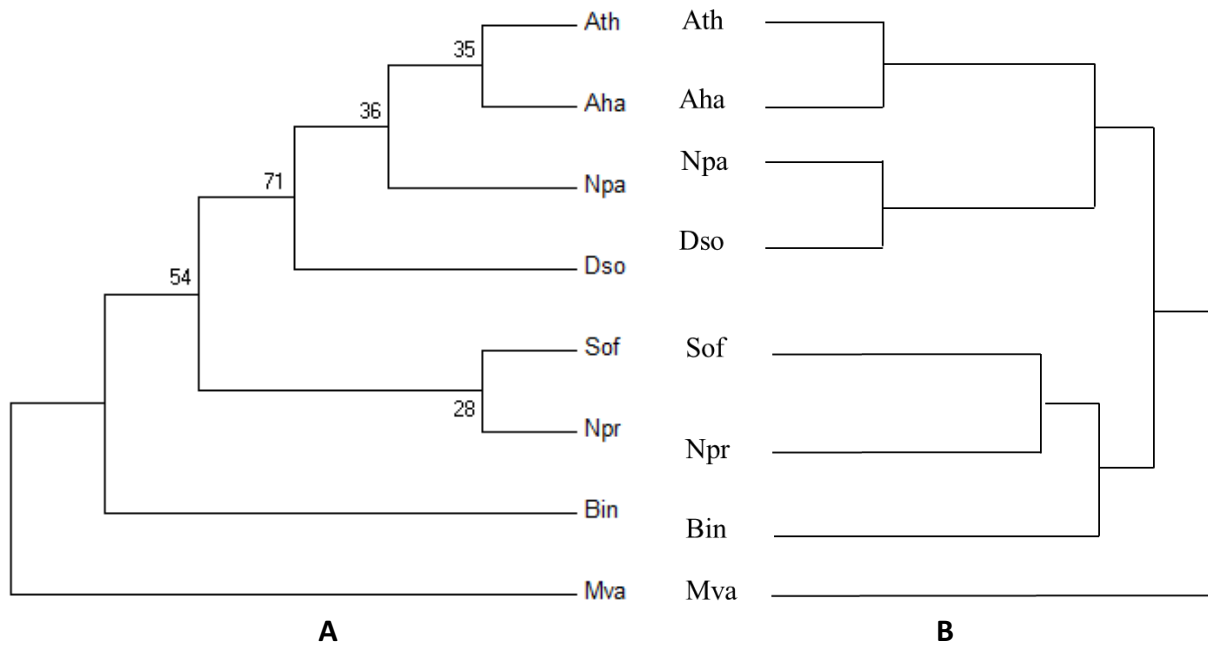 Ath
35
Aha
36
Npa
71
Dso
54
Sof
28
Npr
Bin
Mva
A
Ath
Aha
Npa
Dso
Sof
Npr
Bin
Mva
B